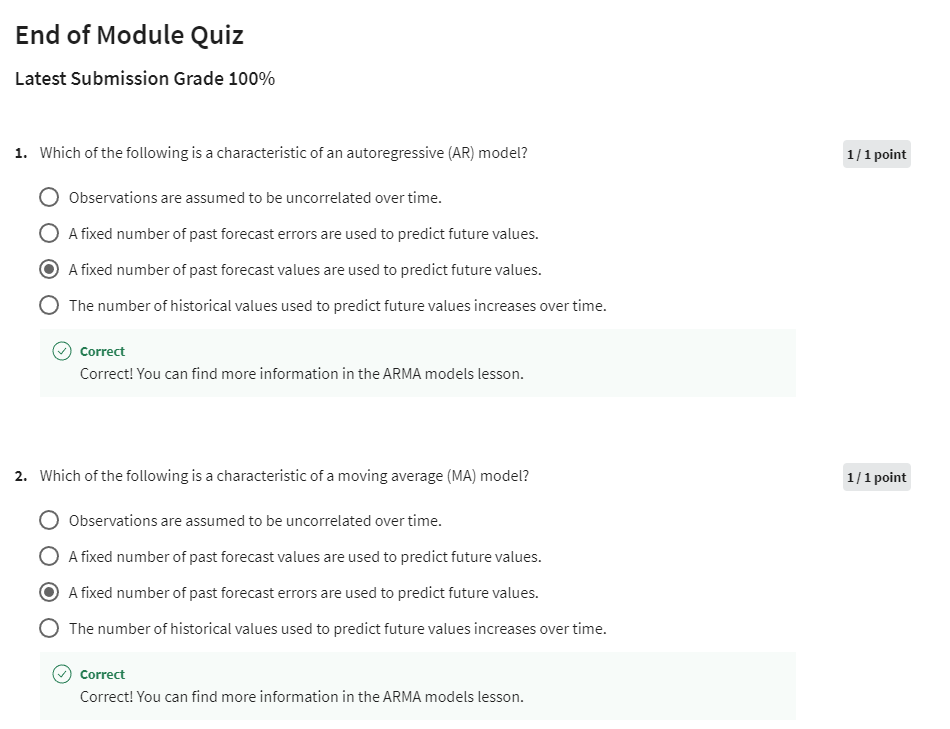 End of Module Quiz
Latest Submission Grade 100%
1. Which of the following is a characteristic of an autoregressive (AR) model?
1 / 1 point
Observations are assumed to be uncorrelated over time.
A fixed number of past forecast errors are used to predict future values.
A fixed number of past forecast values are used to predict future values.
The number of historical values used to predict future values increases over time.
Correct
Correct! You can find more information in the ARMA models lesson.
2. Which of the following is a characteristic of a moving average (MA) model?
1 / 1 point
Observations are assumed to be uncorrelated over time.
A fixed number of past forecast values are used to predict future values.
A fixed number of past forecast errors are used to predict future values.
The number of historical values used to predict future values increases over time.
Correct
Correct! You can find more information in the ARMA models lesson.